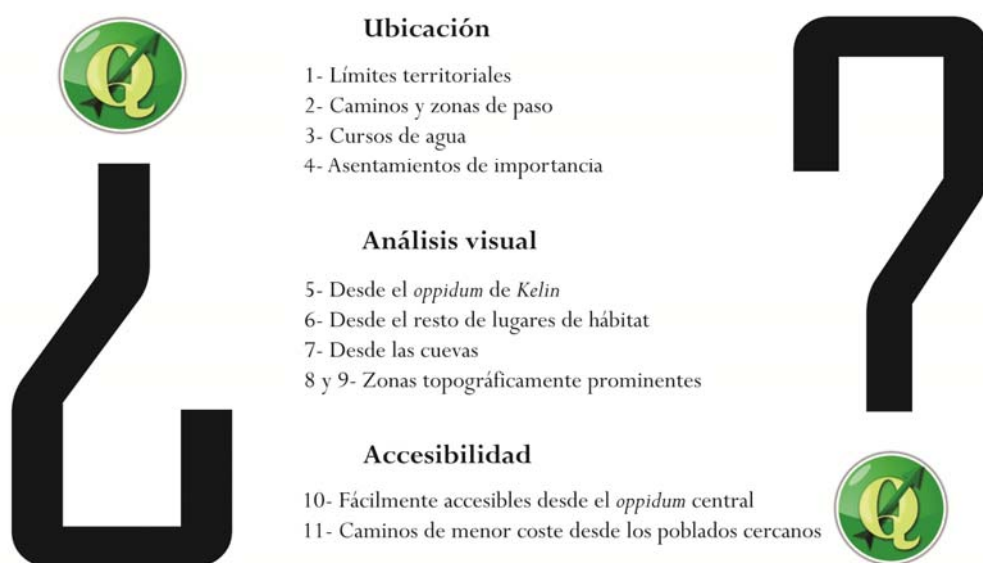 Ubicación
1- Límites territoriales
2- Caminos y zonas de paso
3- Cursos de agua
4- Asentamientos de importancia
Análisis visual
5- Desde el oppidum de Kelin
6- Desde el resto de lugares de hábitat
7- Desde las cuevas
8 y 9- Zonas topográficamente prominentes
Accesibilidad
10- Fácilmente accesibles desde el oppidum central
11- Caminos de menor coste desde los poblados cercanos
¿
?
Q
Q